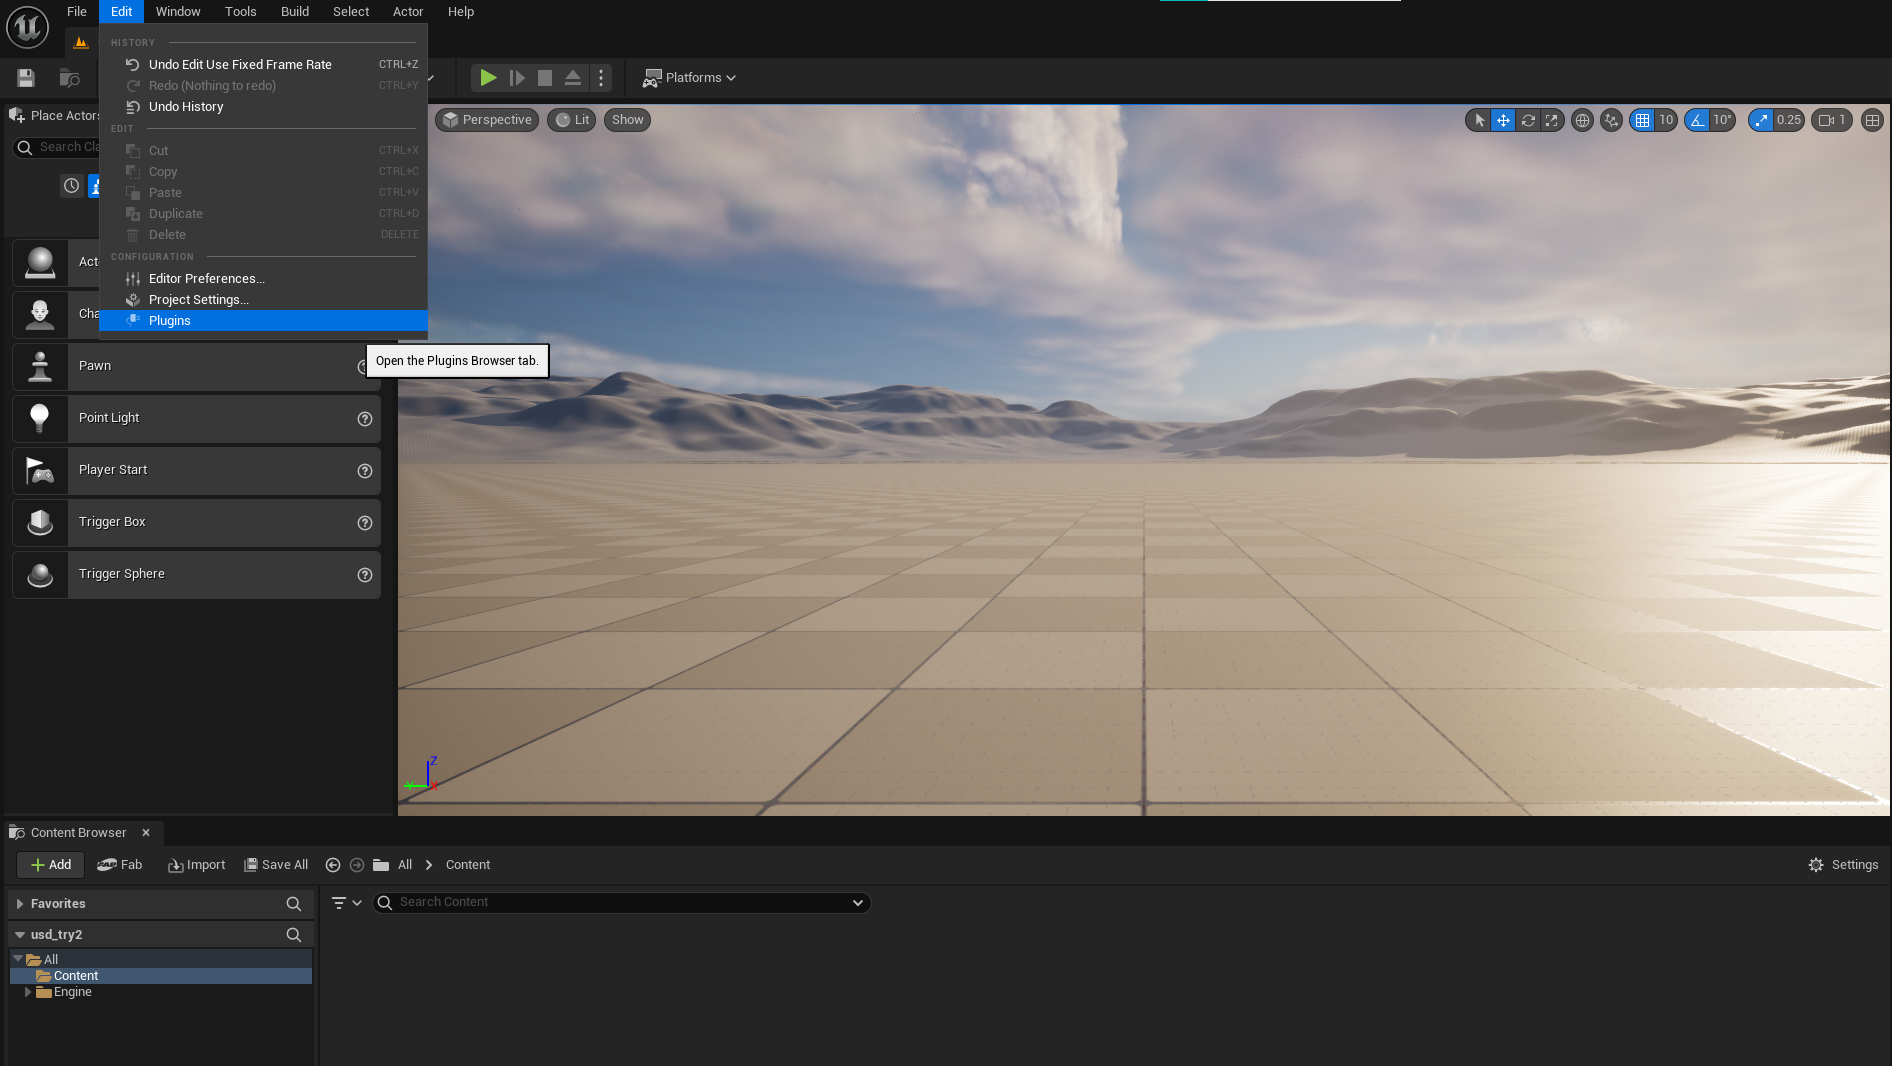 File Edit Window Tools Build Select Actor Help
HISTORY
Undo Edit Use Fixed Frame Rate CTRL+Z
Redo (Nothing to redo) CTRL+Y
Undo History
EDIT
Cut CTRL+X
Copy CTRL+C
Paste CTRL+V
Duplicate CTRL+D
Delete DELETE
CONFIGURATION
Editor Preferences...
Project Settings...
Plugins
Open the Plugins Browser tab.
Platforms
Place Actors
Search Cla
Act
Cha
Pawn
Point Light
Player Start
Trigger Box
Trigger Sphere
Perspective Lit Show
10 10° 0.25 1
Z
Y X
Content Browser
Add Fab Import Save All All Content Settings
Favorites
Search Content
usd_try2
All
Content
Engine